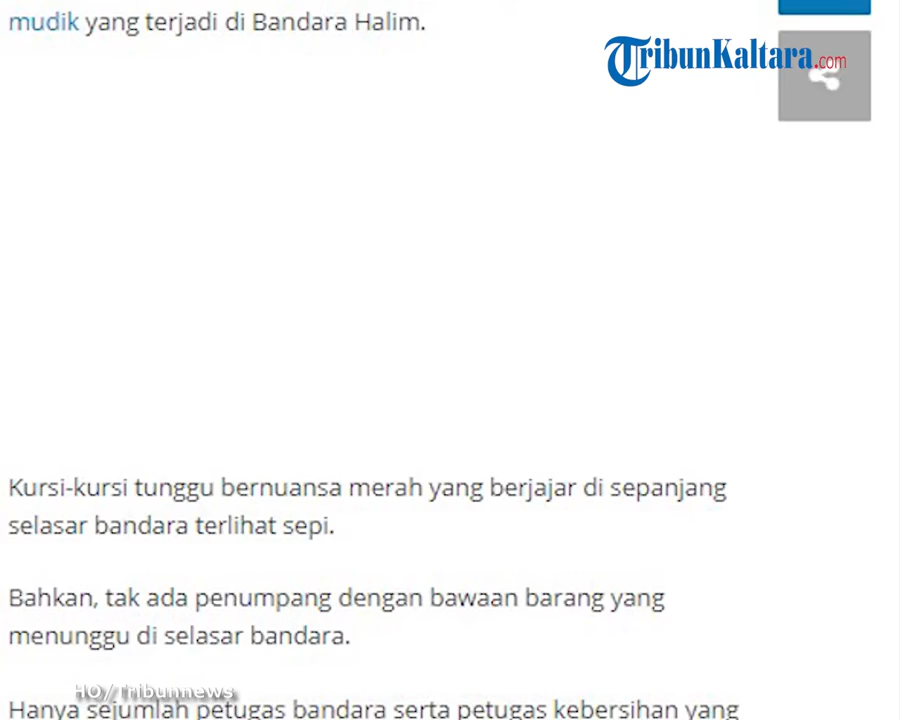 mudik yang terjadi di Bandara Halim.
TribunKaltara.com
Kursi-kursi tunggu bernuansa merah yang berjajar di sepanjang
selasar bandara terlihat sepi.
Bahkan, tak ada penumpang dengan bawaan barang yang
menunggu di selasar bandara.
HO/Tribunnews
Hanya sejumlah petugas bandara serta petugas kebersihan yang